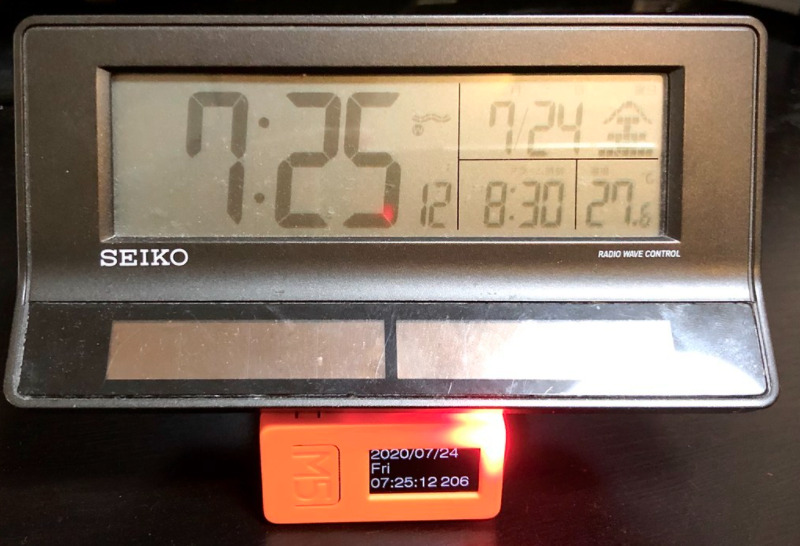 7:25 12
7/24 金
8:30
27.6 °C
SEIKO
RADIO WAVE CONTROL
M5
2020/07/24
Fri
07:25:12 206